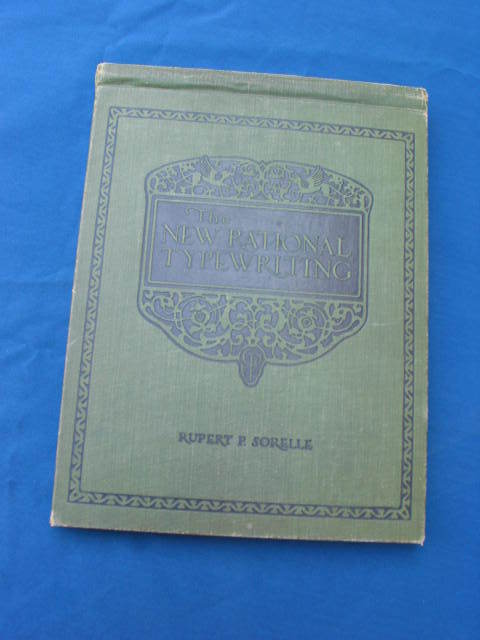 The
NEW RATIONAL
TYPEWRITING
RUPERT P. SORELLE